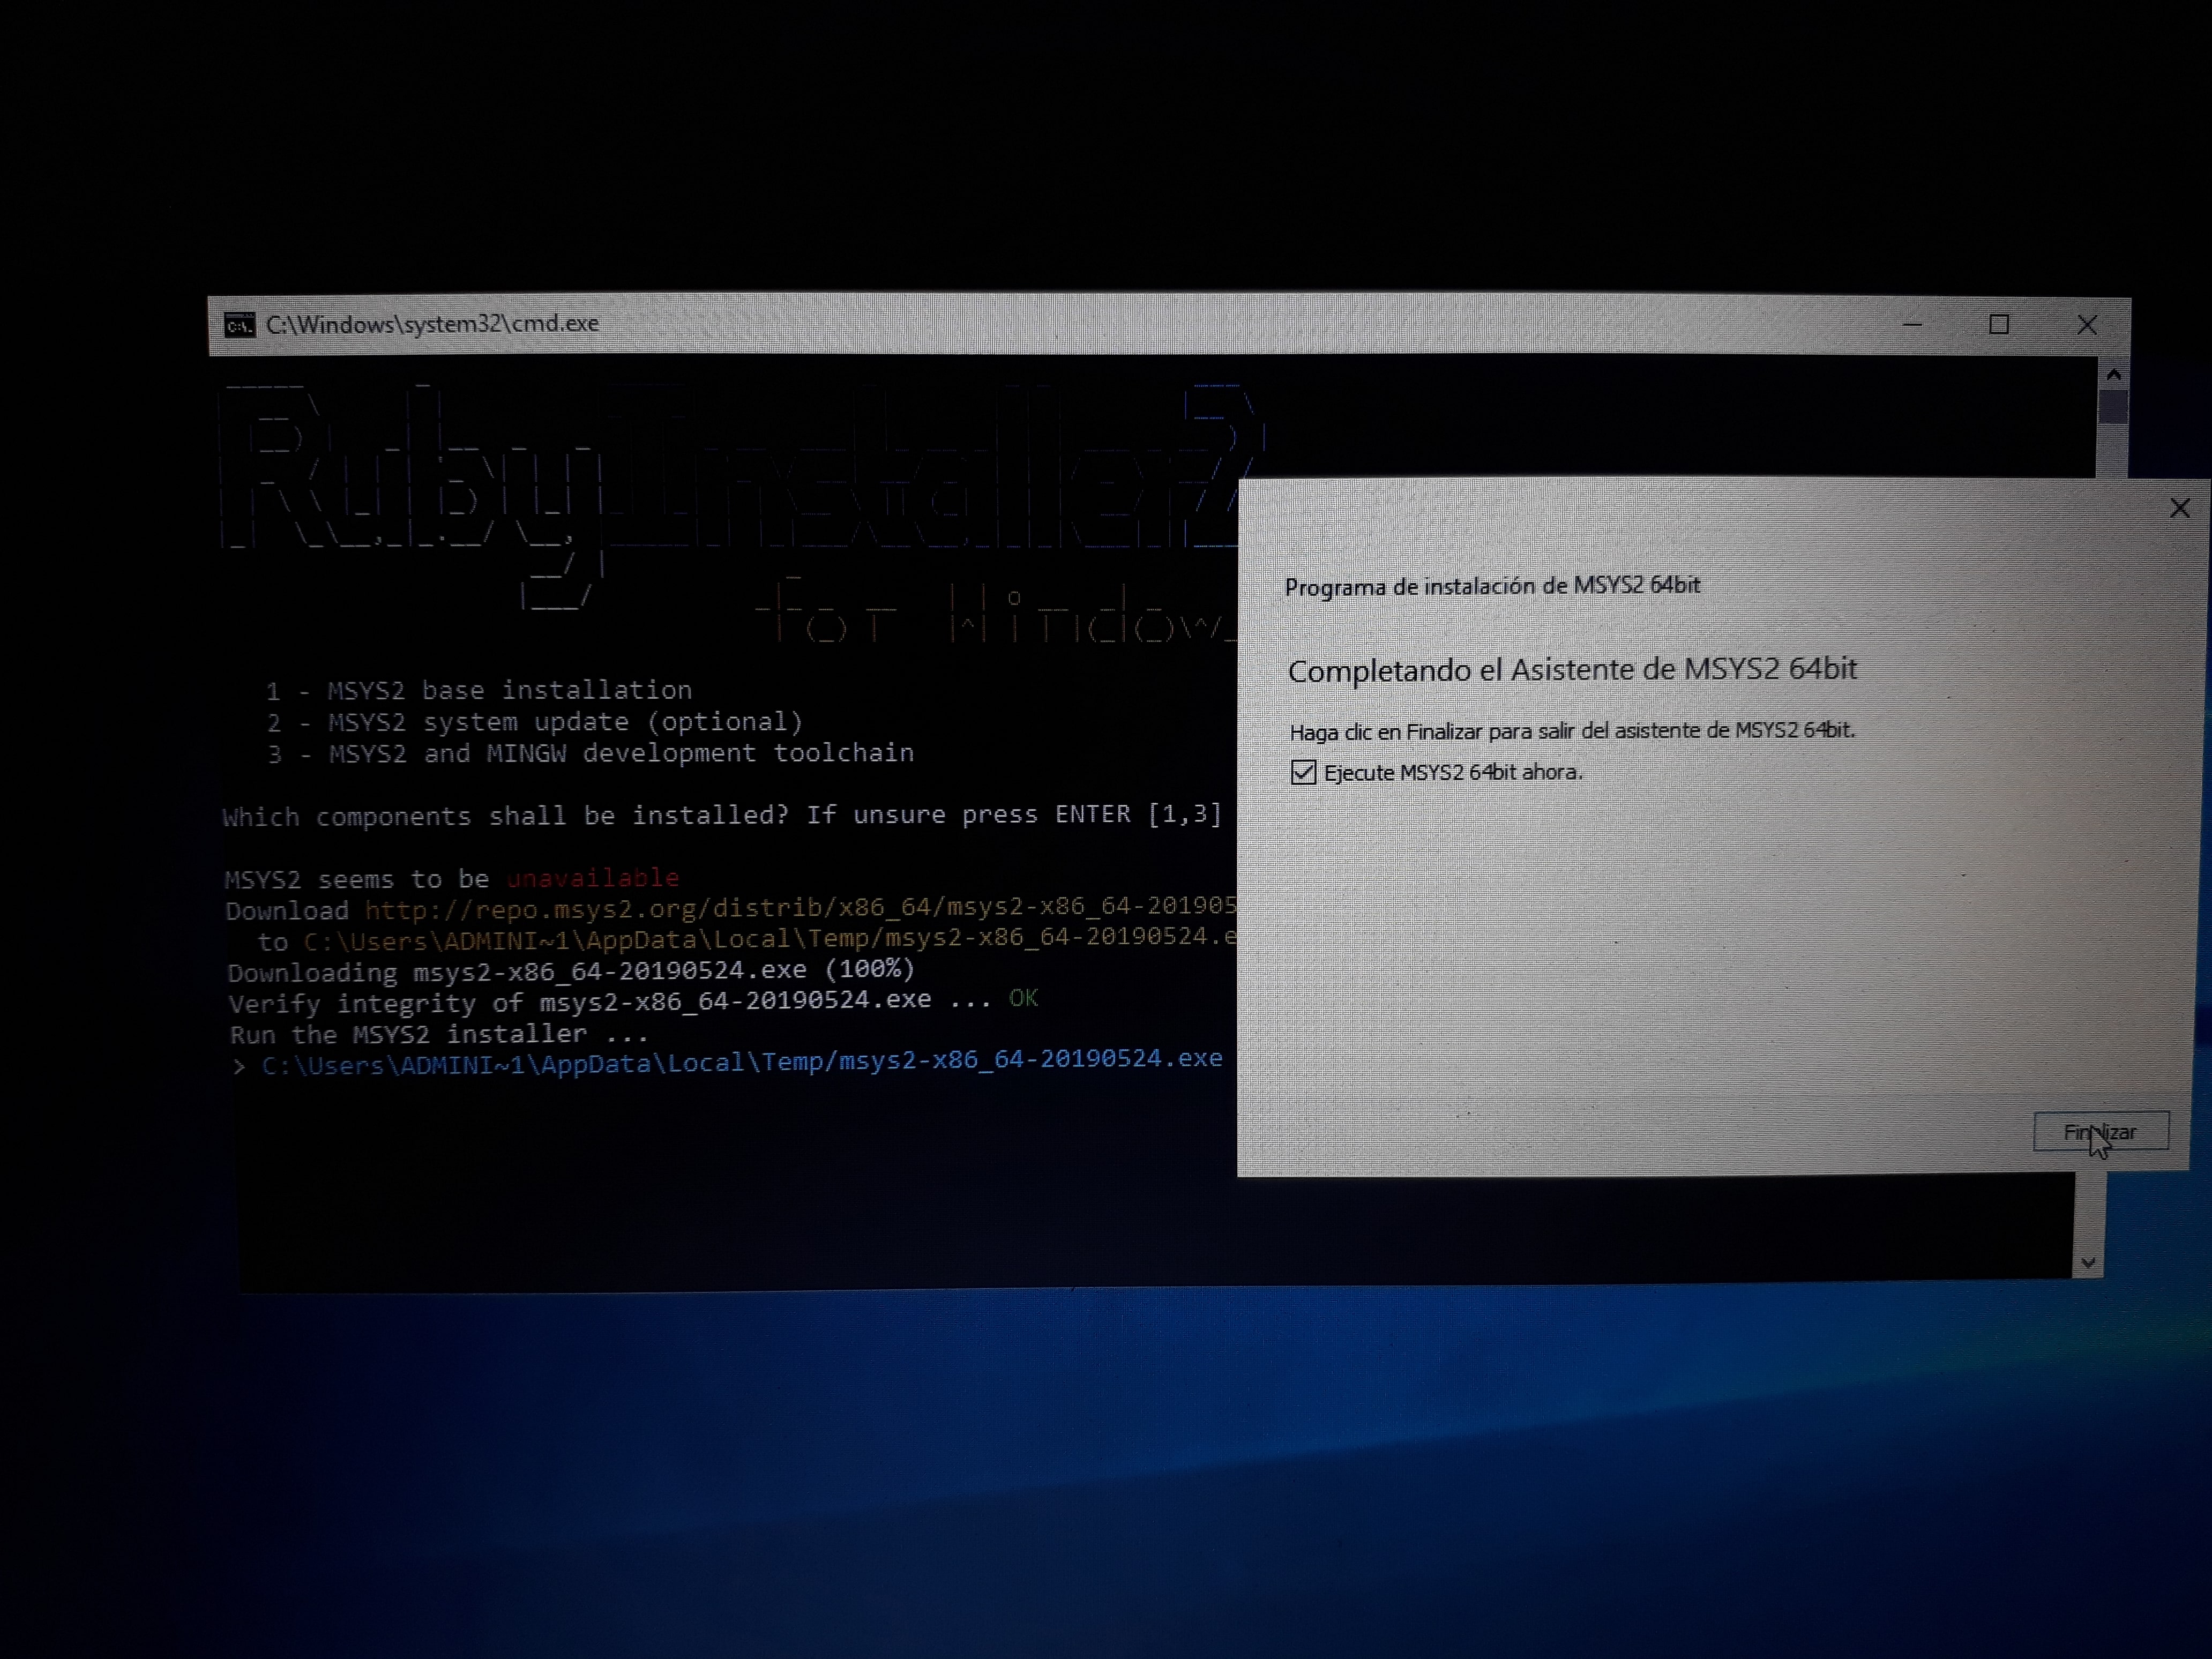 C:\Windows\system32\cmd.exe
RubyInstaller2
for Window
1 - MSYS2 base installation
2 - MSYS2 system update (optional)
3 - MSYS2 and MINGW development toolchain
Which components shall be installed? If unsure press ENTER [1,3]
MSYS2 seems to be unavailable
Download http://repo.msys2.org/distrib/x86_64/msys2-x86_64-201905
to C:\Users\ADMINI~1\AppData\Local\Temp/msys2-x86_64-20190524.e
Downloading msys2-x86_64-20190524.exe (100%)
Verify integrity of msys2-x86_64-20190524.exe ... OK
Run the MSYS2 installer ...
> C:\Users\ADMINI~1\AppData\Local\Temp/msys2-x86_64-20190524.exe
Programa de instalación de MSYS2 64bit
Completando el Asistente de MSYS2 64bit
Haga clic en Finalizar para salir del asistente de MSYS2 64bit.
Ejecute MSYS2 64bit ahora.
Finalizar